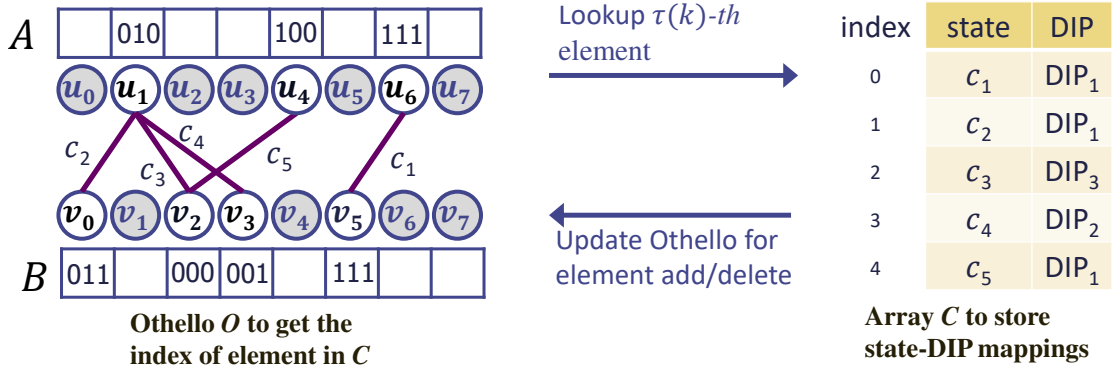 A 010 100 111
u₀ u₁ u₂ u₃ u₄ u₅ u₆ u₇
c₂ c₃ c₄ c₅ c₁
v₀ v₁ v₂ v₃ v₄ v₅ v₆ v₇
B 011 000 001 111
Othello O to get the
index of element in C
Lookup τ(k)-th
element
Update Othello for
element add/delete
index state DIP
0 c₁ DIP₁
1 c₂ DIP₁
2 c₃ DIP₃
3 c₄ DIP₂
4 c₅ DIP₁
Array C to store
state-DIP mappings